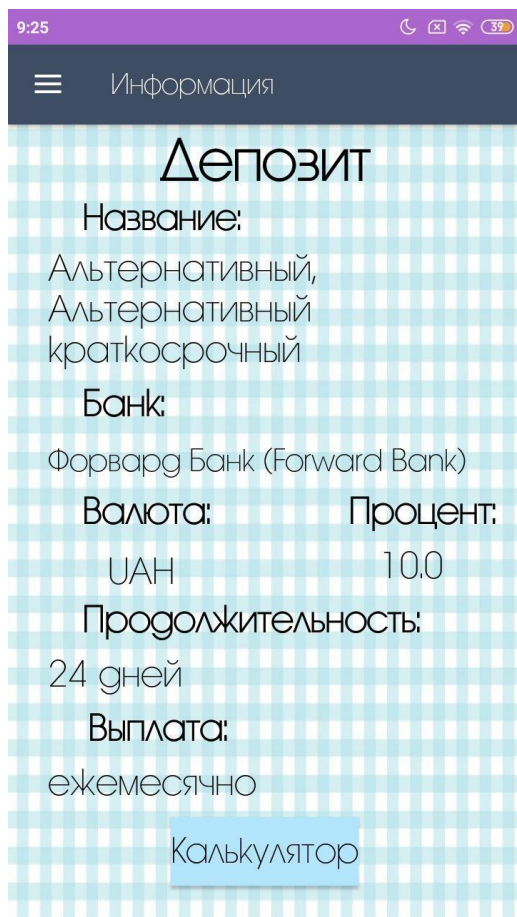 9:25
39
Информация
Депозит
Название:
Альтернативный,
Альтернативный
краткосрочный
Банк:
Форвард Банк (Forward Bank)
Валюта: Процент:
UAH 10.0
Продолжительность:
24 дней
Выплата:
ежемесячно
Калькулятор